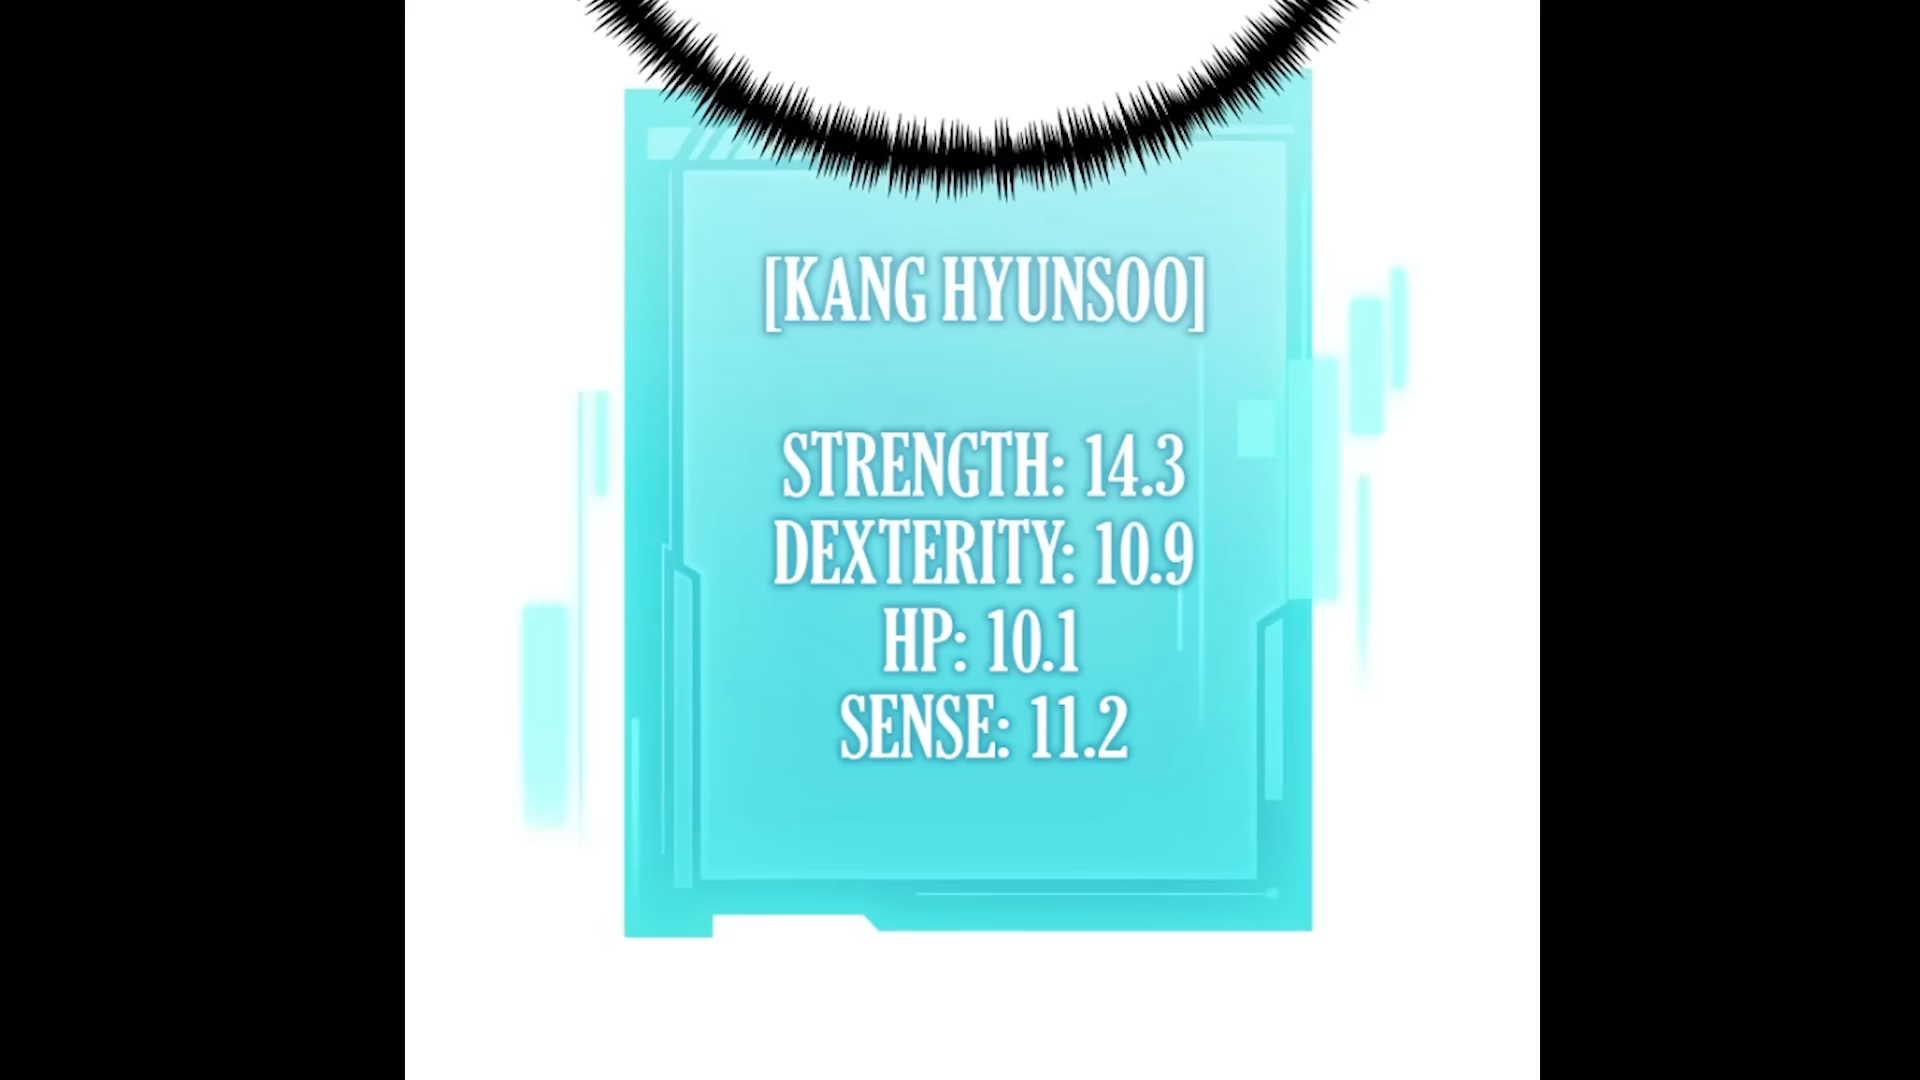 [KANG HYUNSOO]
STRENGTH: 14.3
DEXTERITY: 10.9
HP: 10.1
SENSE: 11.2